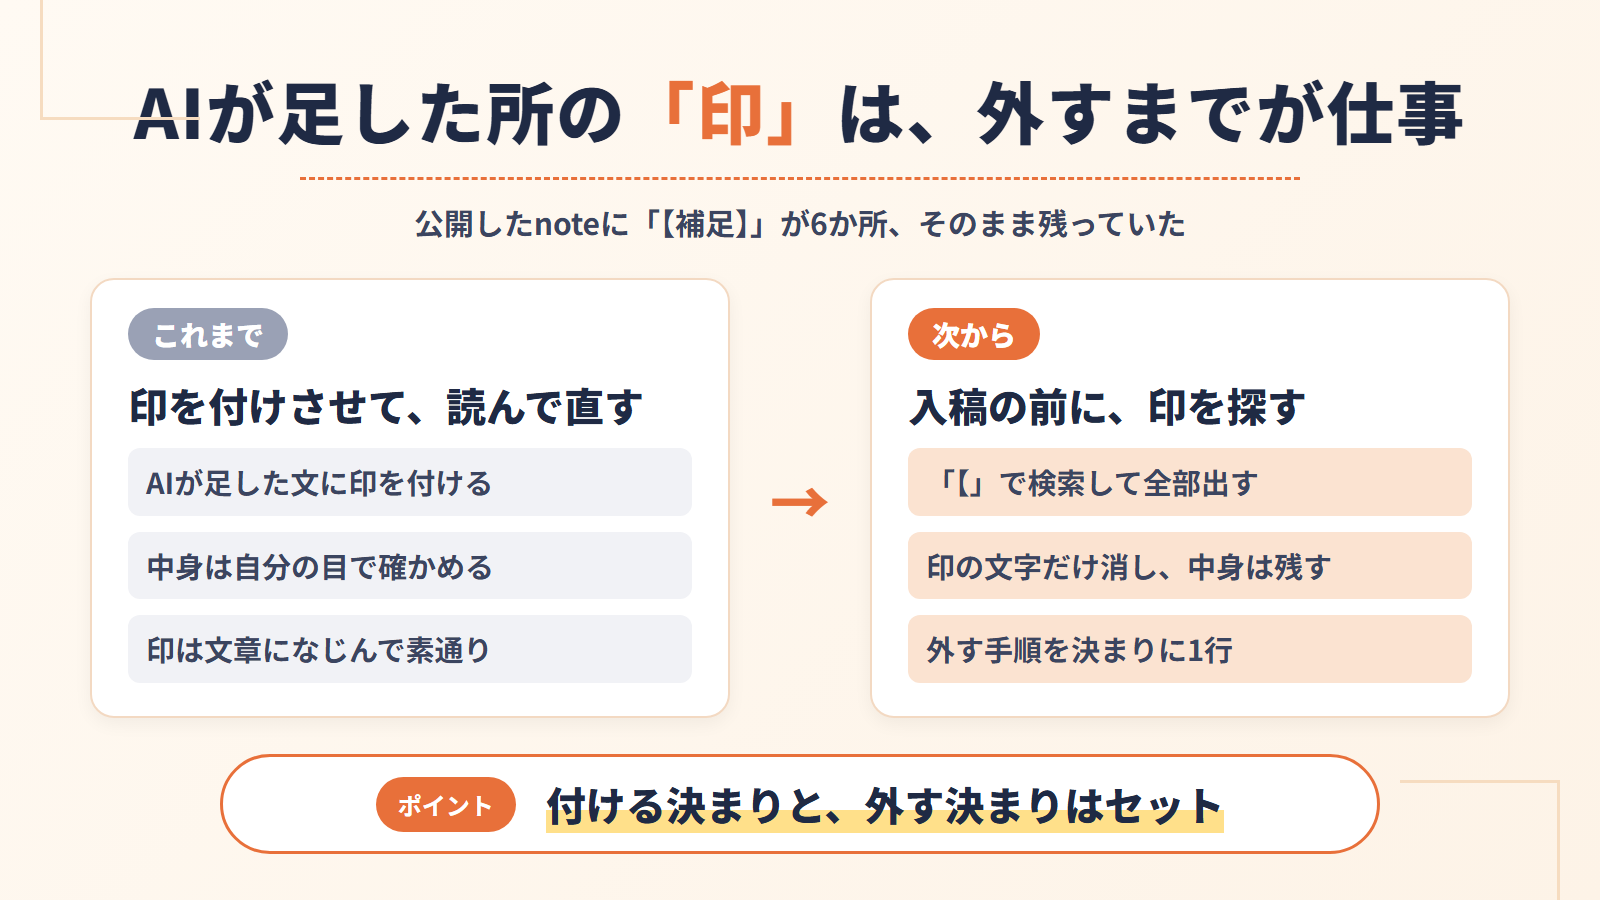 AIが足した所の「印」は、外すまでが仕事
公開したnoteに「【補足】」が6か所、そのまま残っていた
これまで
印を付けさせて、読んで直す
AIが足した文に印を付ける
中身は自分の目で確かめる
印は文章になじんで素通り
→
次から
入稿の前に、印を探す
「【」で検索して全部出す
印の文字だけ消し、中身は残す
外す手順を決まりに1行
ポイント
付ける決まりと、外す決まりはセット